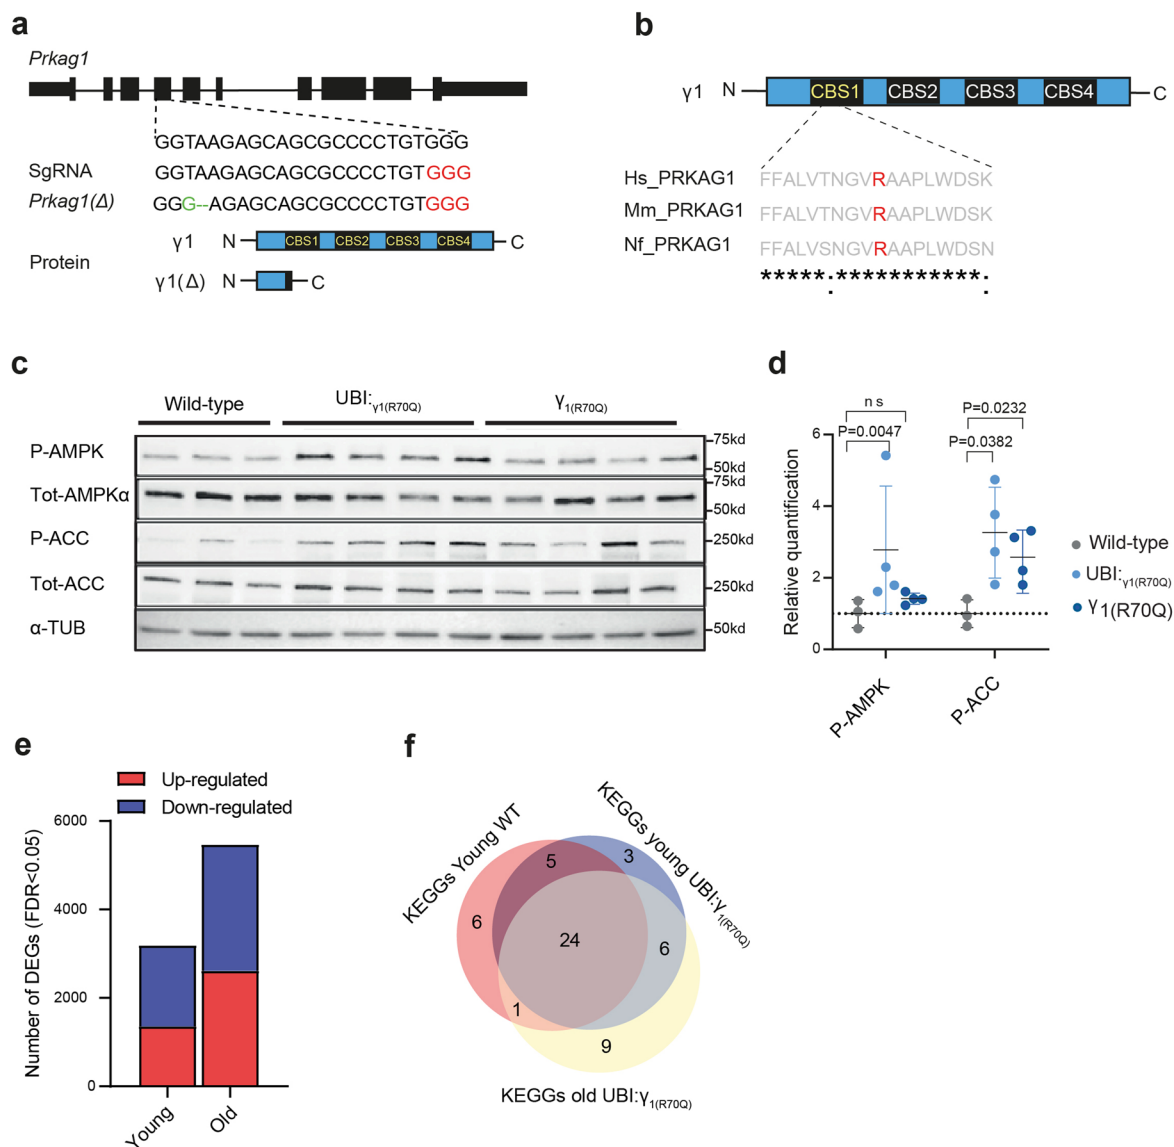 a
Prkag1
GGTAAGAGCAGCGCCCCTGTGGG
SgRNA GGTAAGAGCAGCGCCCCTGTGGG
Prkag1(Δ) GGG--AGAGCAGCGCCCCTGTGGG
Protein
γ1 N CBS1 CBS2 CBS3 CBS4 C
γ1(Δ) N C
b
γ1 N CBS1 CBS2 CBS3 CBS4 C
Hs_PRKAG1 FFALVTNGVRAAPLWDSK
Mm_PRKAG1 FFALVTNGVRAAPLWDSK
Nf_PRKAG1 FFALVSNGVRAAPLWDSN
*****:***********:
c
Wild-type UBI:γ1(R70Q) γ1(R70Q)
P-AMPK 75kd 50kd
Tot-AMPKα 75kd 50kd
P-ACC 250kd
Tot-ACC 250kd
α-TUB 50kd
d
Relative quantification
6
4
2
0
n s
P=0.0047
P=0.0232
P=0.0382
P-AMPK
P-ACC
Wild-type
UBI:γ1(R70Q)
γ1(R70Q)
e
Up-regulated
Down-regulated
Number of DEGs (FDR<0.05)
6000
4000
2000
0
Young
Old
f
KEGGs Young WT
KEGGs young UBI:γ1(R70Q)
5
3
6
24
6
1
9
KEGGs old UBI:γ1(R70Q)